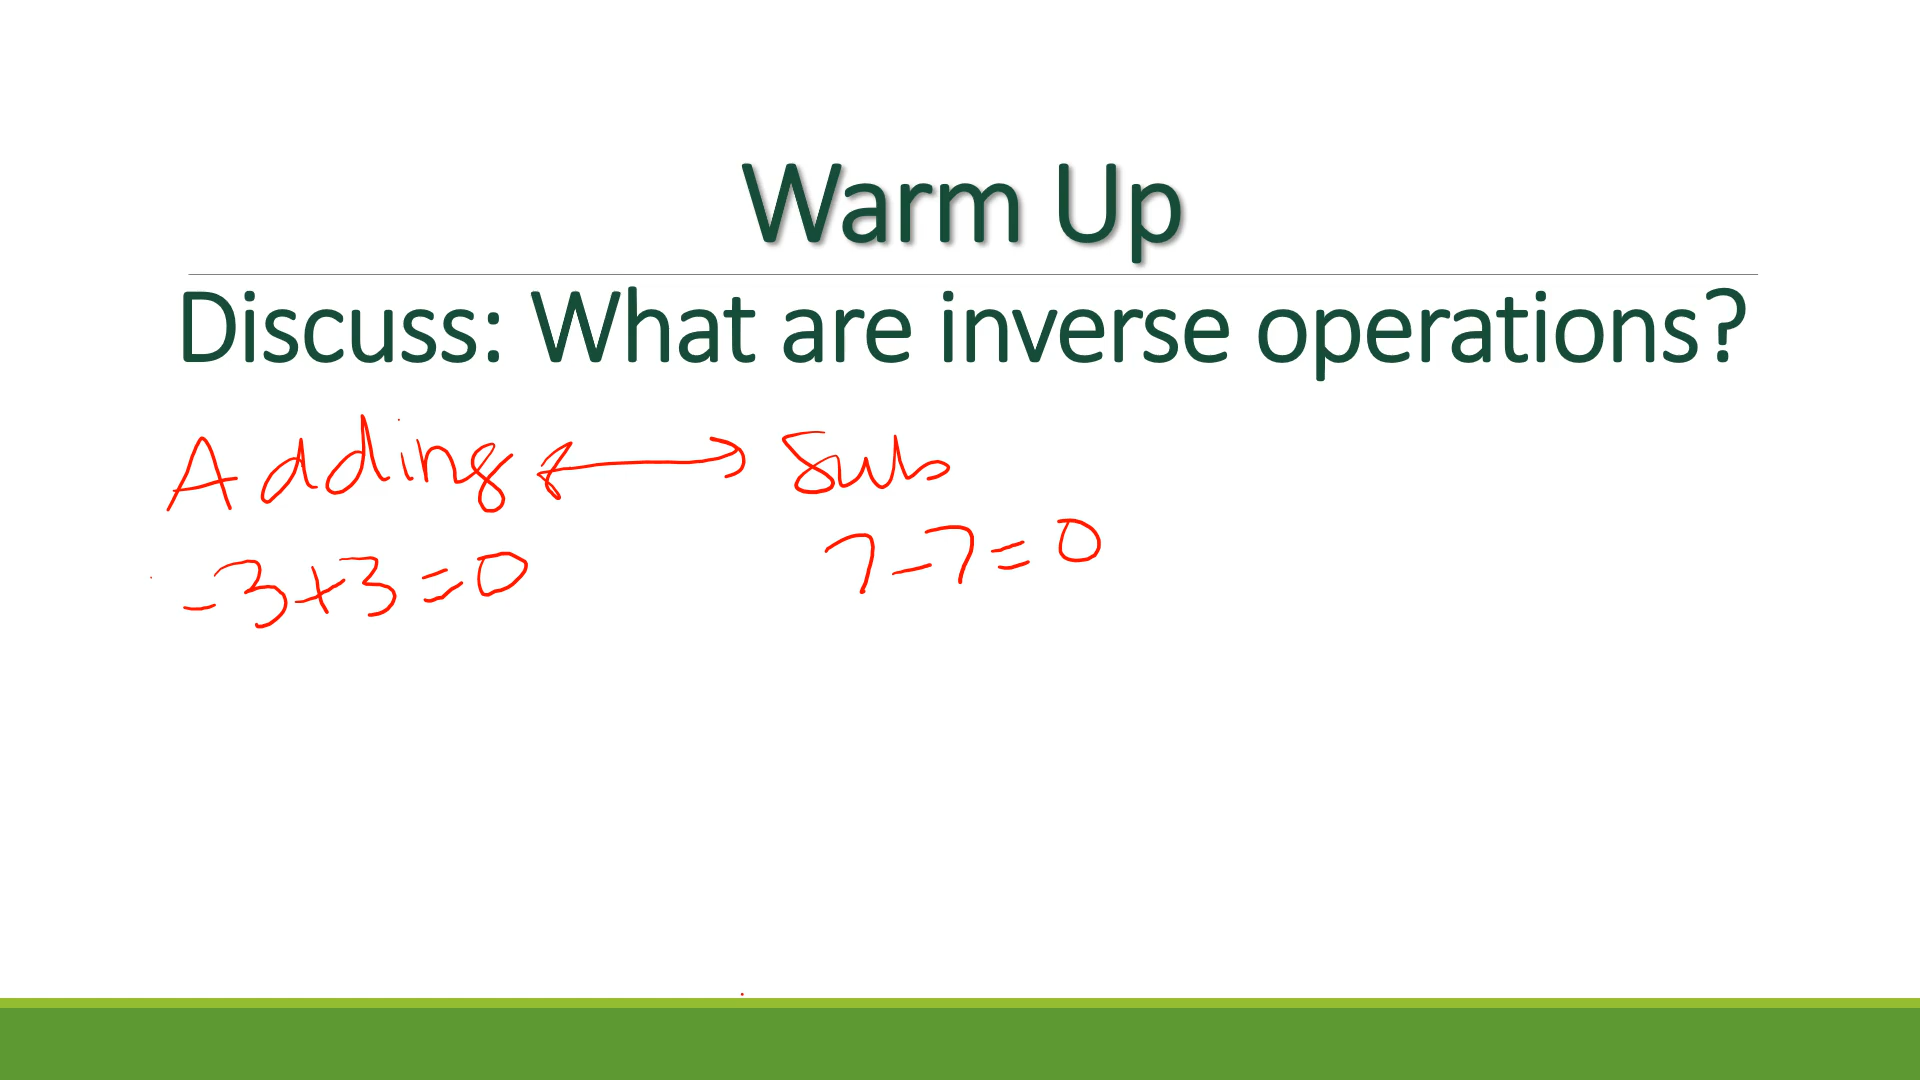 Warm Up
Discuss: What are inverse operations?
Adding ↔ Sub
-3+3=0 7-7=0